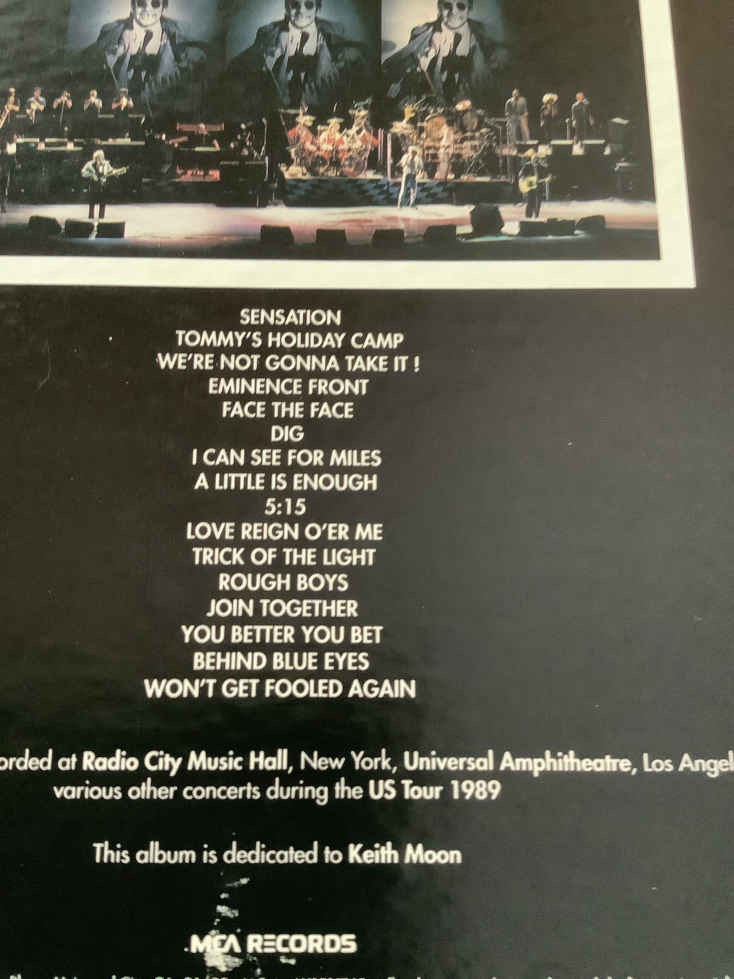 SENSATION
TOMMY'S HOLIDAY CAMP
WE'RE NOT GONNA TAKE IT !
EMINENCE FRONT
FACE THE FACE
DIG
I CAN SEE FOR MILES
A LITTLE IS ENOUGH
5:15
LOVE REIGN O'ER ME
TRICK OF THE LIGHT
ROUGH BOYS
JOIN TOGETHER
YOU BETTER YOU BET
BEHIND BLUE EYES
WON'T GET FOOLED AGAIN
orded at Radio City Music Hall, New York, Universal Amphitheatre, Los Angel
various other concerts during the US Tour 1989
This album is dedicated to Keith Moon
MCA RECORDS